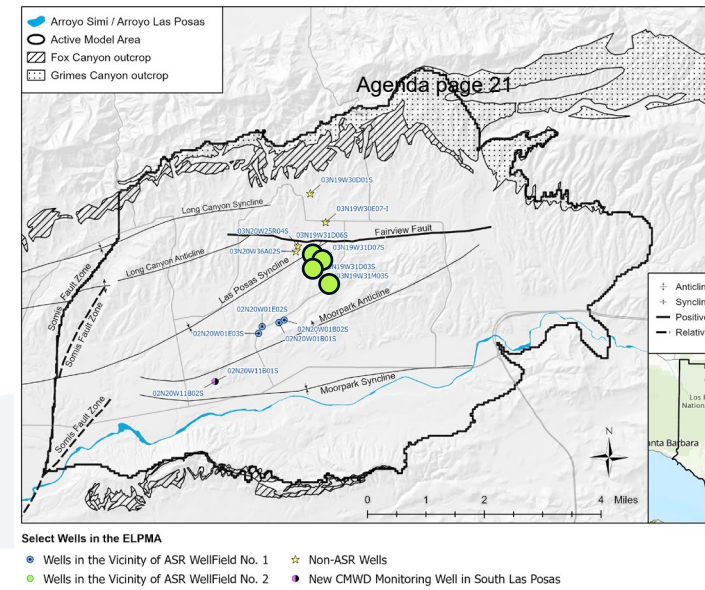 Arroyo Simi / Arroyo Las Posas
Active Model Area
Fox Canyon outcrop
Grimes Canyon outcrop
Agenda page 21
03N19W30D01S
03N19W30E07-I
Long Canyon Syncline
03N20W25R04S
03N19W31D06S
Fairview Fault
03N20W36A02S
03N19W31D07S
Long Canyon Anticline
Las Posas Syncline
N19W31D03S
03N19W31M03S
Somis Fault Zone
Somis Fault Zone
Moorpark Anticline
02N20W01E02S
02N20W01E03S
02N20W01B02S
02N20W01B01S
02N20W11B01S
02N20W11B02S
Moorpark Syncline
Somis Fault Zone
Anticlin
Synclin
Positive
Relativ
Los
Nation
nta Barbara
N
0 1 2 4 Miles
Select Wells in the ELPMA
Wells in the Vicinity of ASR WellField No. 1
Non-ASR Wells
Wells in the Vicinity of ASR WellField No. 2
New CMWD Monitoring Well in South Las Posas